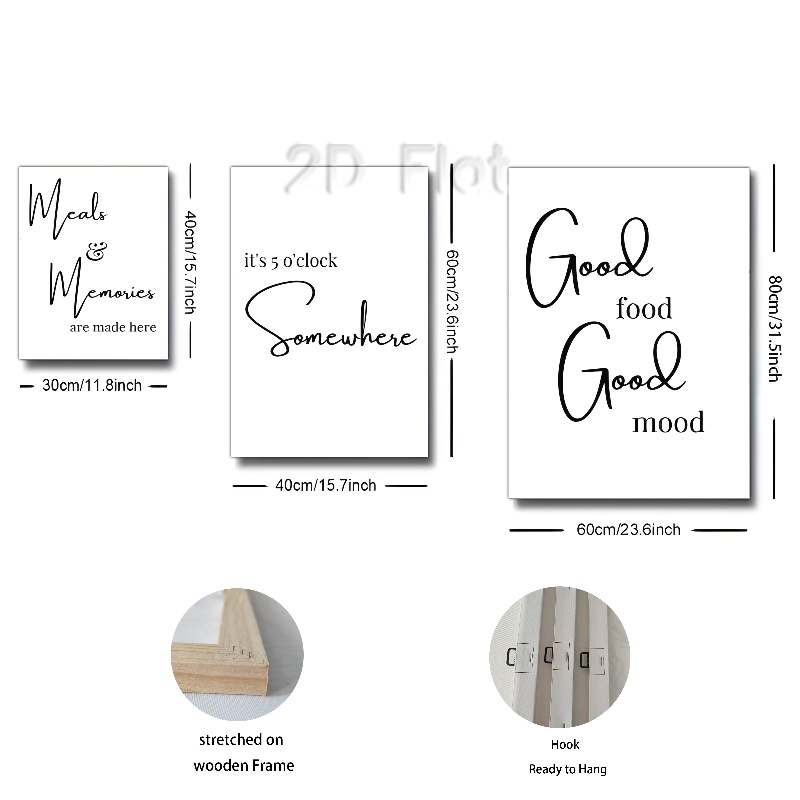 2D Flat
Meals
&
Memories
are made here
40cm/15.7inch
30cm/11.8inch
it's 5 o'clock
Somewhere
60cm/23.6inch
40cm/15.7inch
Good
food
Good
mood
80cm/31.5inch
60cm/23.6inch
stretched on
wooden Frame
Hook
Ready to Hang